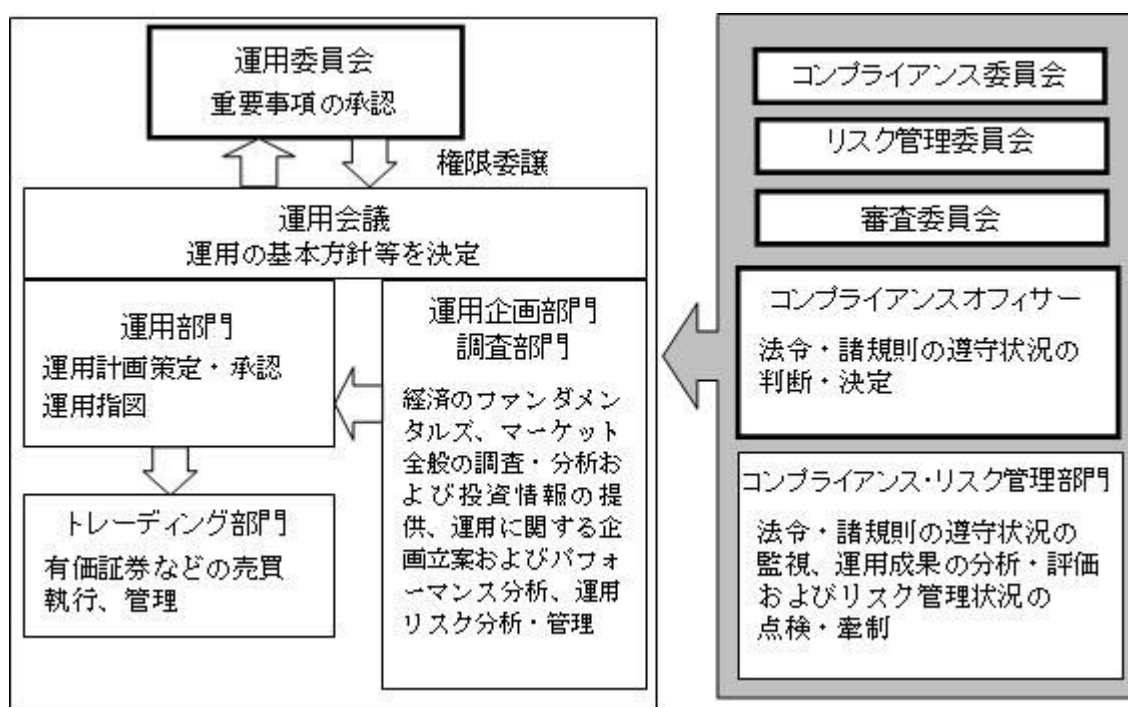 運用委員会
重要事項の承認
権限委譲
運用会議
運用の基本方針等を決定
運用部門
運用計画策定・承認
運用指図
トレーディング部門
有価証券などの売買
執行、管理
運用企画部門
調査部門
経済のファンダメン
タルズ、マーケット
全般の調査・分析お
よび投資情報の提
供、運用に関する企
画立案およびパフォ
ーマンス分析、運用
リスク分析・管理
コンプライアンス委員会
リスク管理委員会
審査委員会
コンプライアンスオフィサー
法令・諸規則の遵守状況の
判断・決定
コンプライアンス・リスク管理部門
法令・諸規則の遵守状況の
監視、運用成果の分析・評価
およびリスク管理状況の
点検・牽制